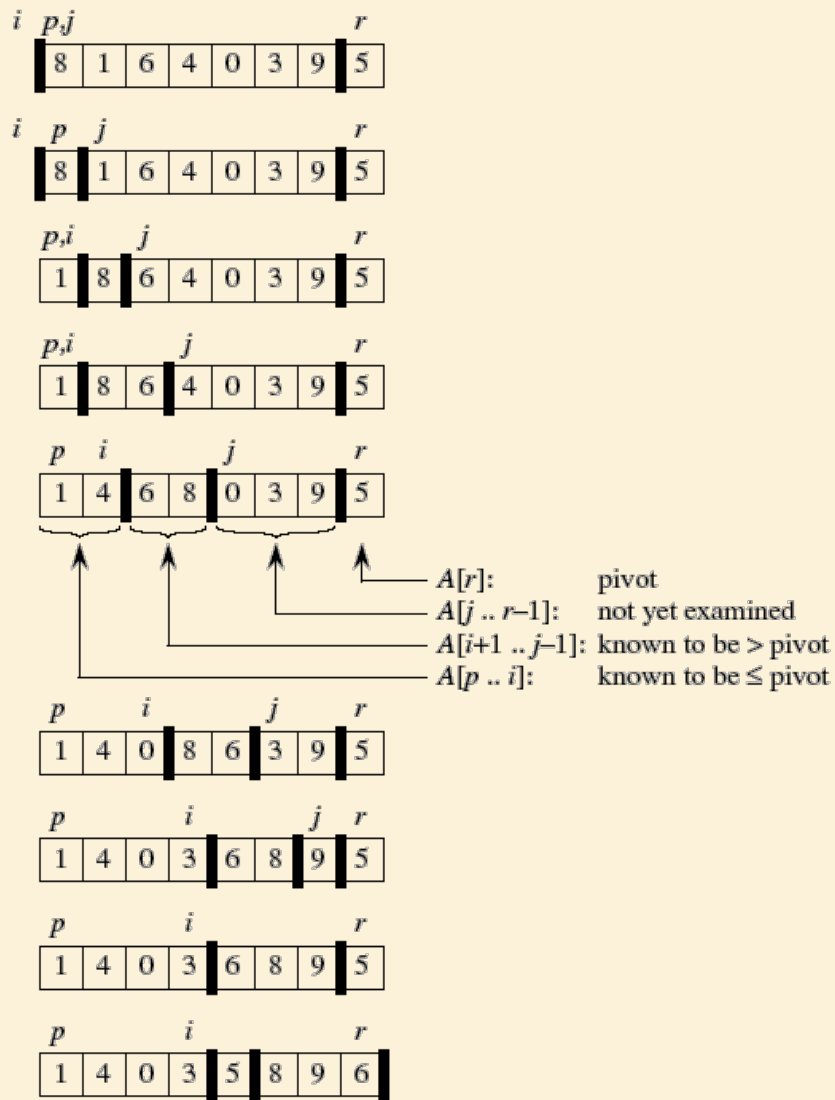 i p,j r
8 1 6 4 0 3 9 5
i p j r
8 1 6 4 0 3 9 5
p,i j r
1 8 6 4 0 3 9 5
p,i j r
1 8 6 4 0 3 9 5
p i j r
1 4 6 8 0 3 9 5
A[r]: pivot
A[j .. r–1]: not yet examined
A[i+1 .. j–1]: known to be > pivot
A[p .. i]: known to be ≤ pivot
p i j r
1 4 0 8 6 3 9 5
p i j r
1 4 0 3 6 8 9 5
p i r
1 4 0 3 6 8 9 5
p i r
1 4 0 3 5 8 9 6